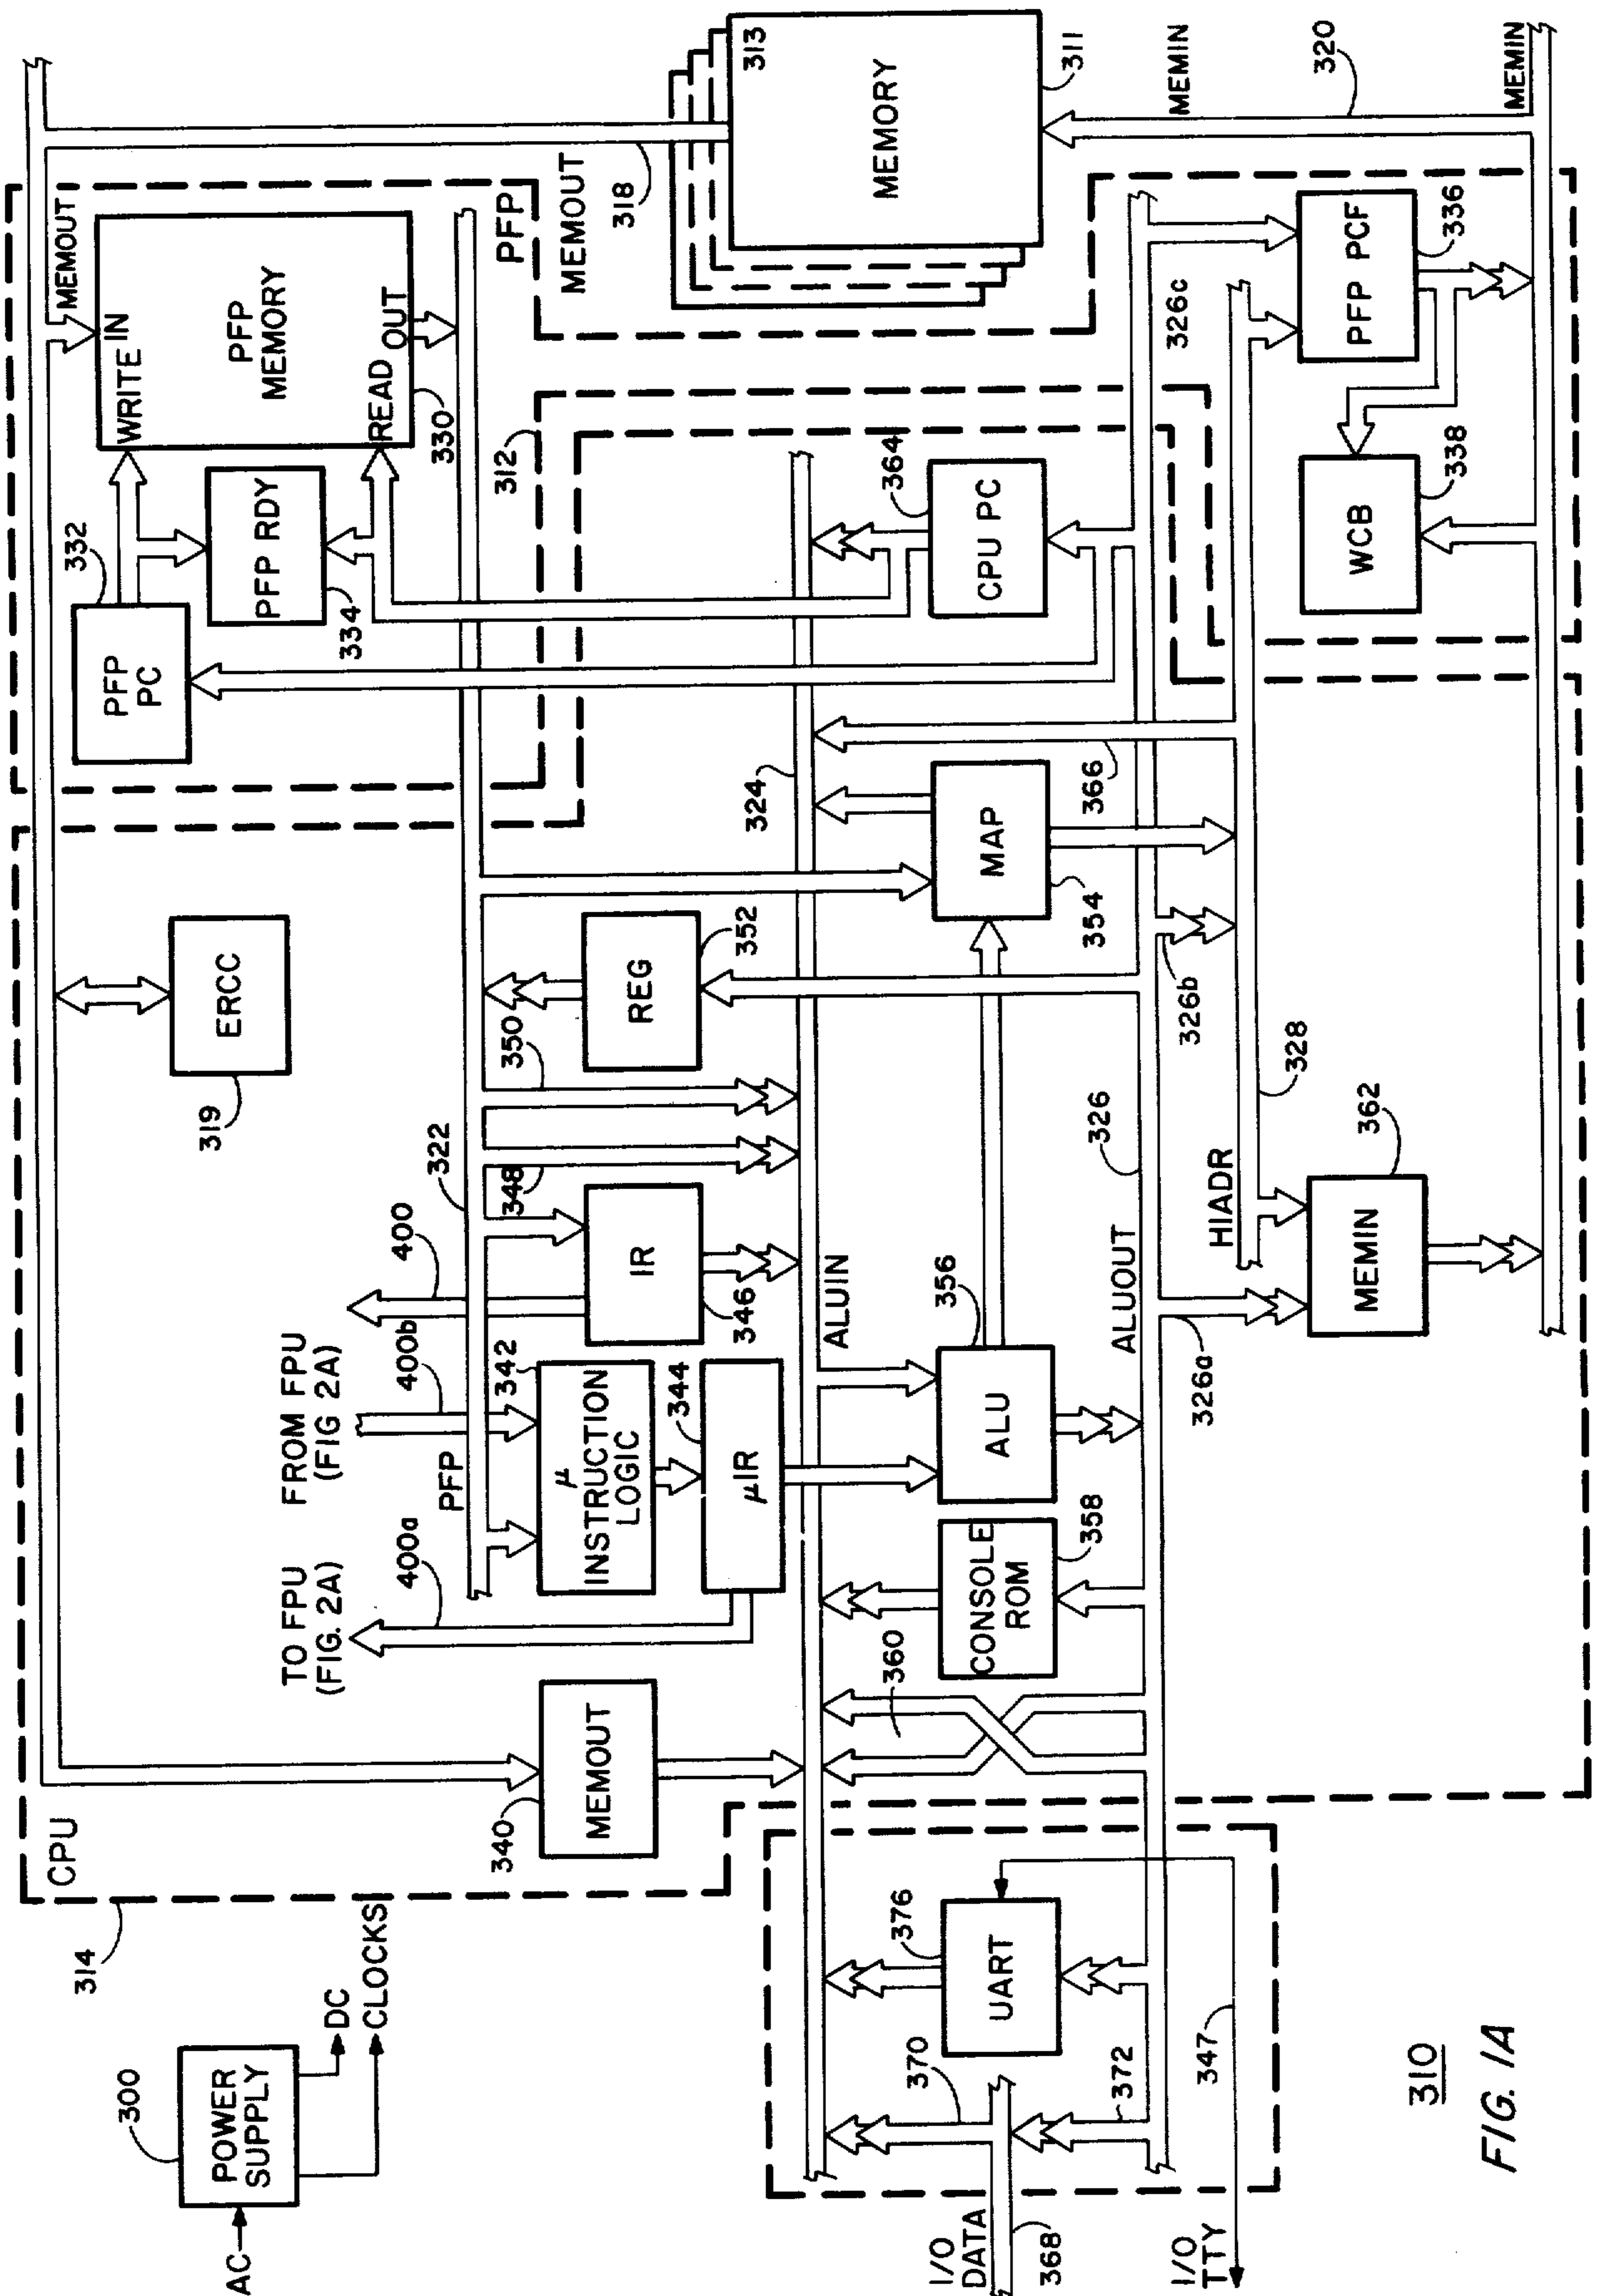 AC
POWER
SUPPLY
300
DC
CLOCKS
314
CPU
MEMOUT
340
TO FPU
(FIG. 2A)
400a
FROM FPU
(FIG 2A)
400b
400
PFP
322
μ
INSTRUCTION
LOGIC
342
344
μIR
IR
346
348
350
REG
352
ERCC
319
PFP
PC
332
PFP RDY
334
MEMOUT
WRITE
IN
PFP
MEMORY
READ
OUT
330
312
PFP
MEMOUT
318
313
MEMORY
311
MEMIN
320
MEMIN
324
ALUIN
360
CONSOLE
ROM
358
ALU
356
MAP
354
366
CPU PC
364
ALUOUT
326
326a
326b
326c
HIADR
328
MEMIN
362
WCB
338
PFP PCF
336
I/O
DATA
368
370
372
UART
376
347
I/O
TTY
310
FIG. 1A